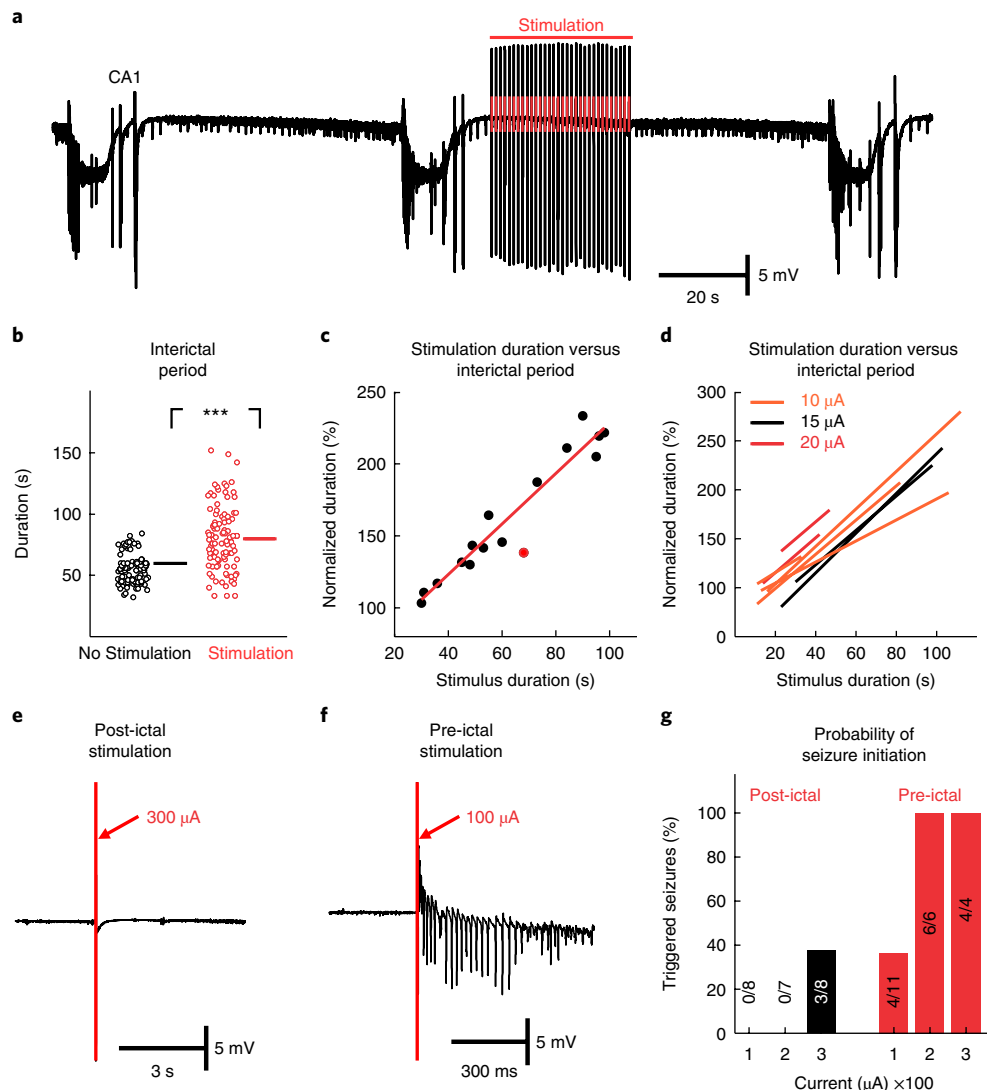 a
Stimulation
CA1
5 mV
20 s
b
Interictal
period
***
Duration (s)
150
100
50
No Stimulation
Stimulation
c
Stimulation duration versus
interictal period
Normalized duration (%)
250
200
150
100
20 40 60 80 100
Stimulus duration (s)
d
Stimulation duration versus
interictal period
10 μA
15 μA
20 μA
Normalized duration (%)
300
250
200
150
100
0
20 40 60 80 100
Stimulus duration (s)
e
Post-ictal
stimulation
300 μA
5 mV
3 s
f
Pre-ictal
stimulation
100 μA
5 mV
300 ms
g
Probability of
seizure initiation
Post-ictal
Pre-ictal
Triggered seizures (%)
100
80
60
40
20
0
0/8
0/7
3/8
4/11
6/6
4/4
1 2 3 1 2 3
Current (μA) ×100